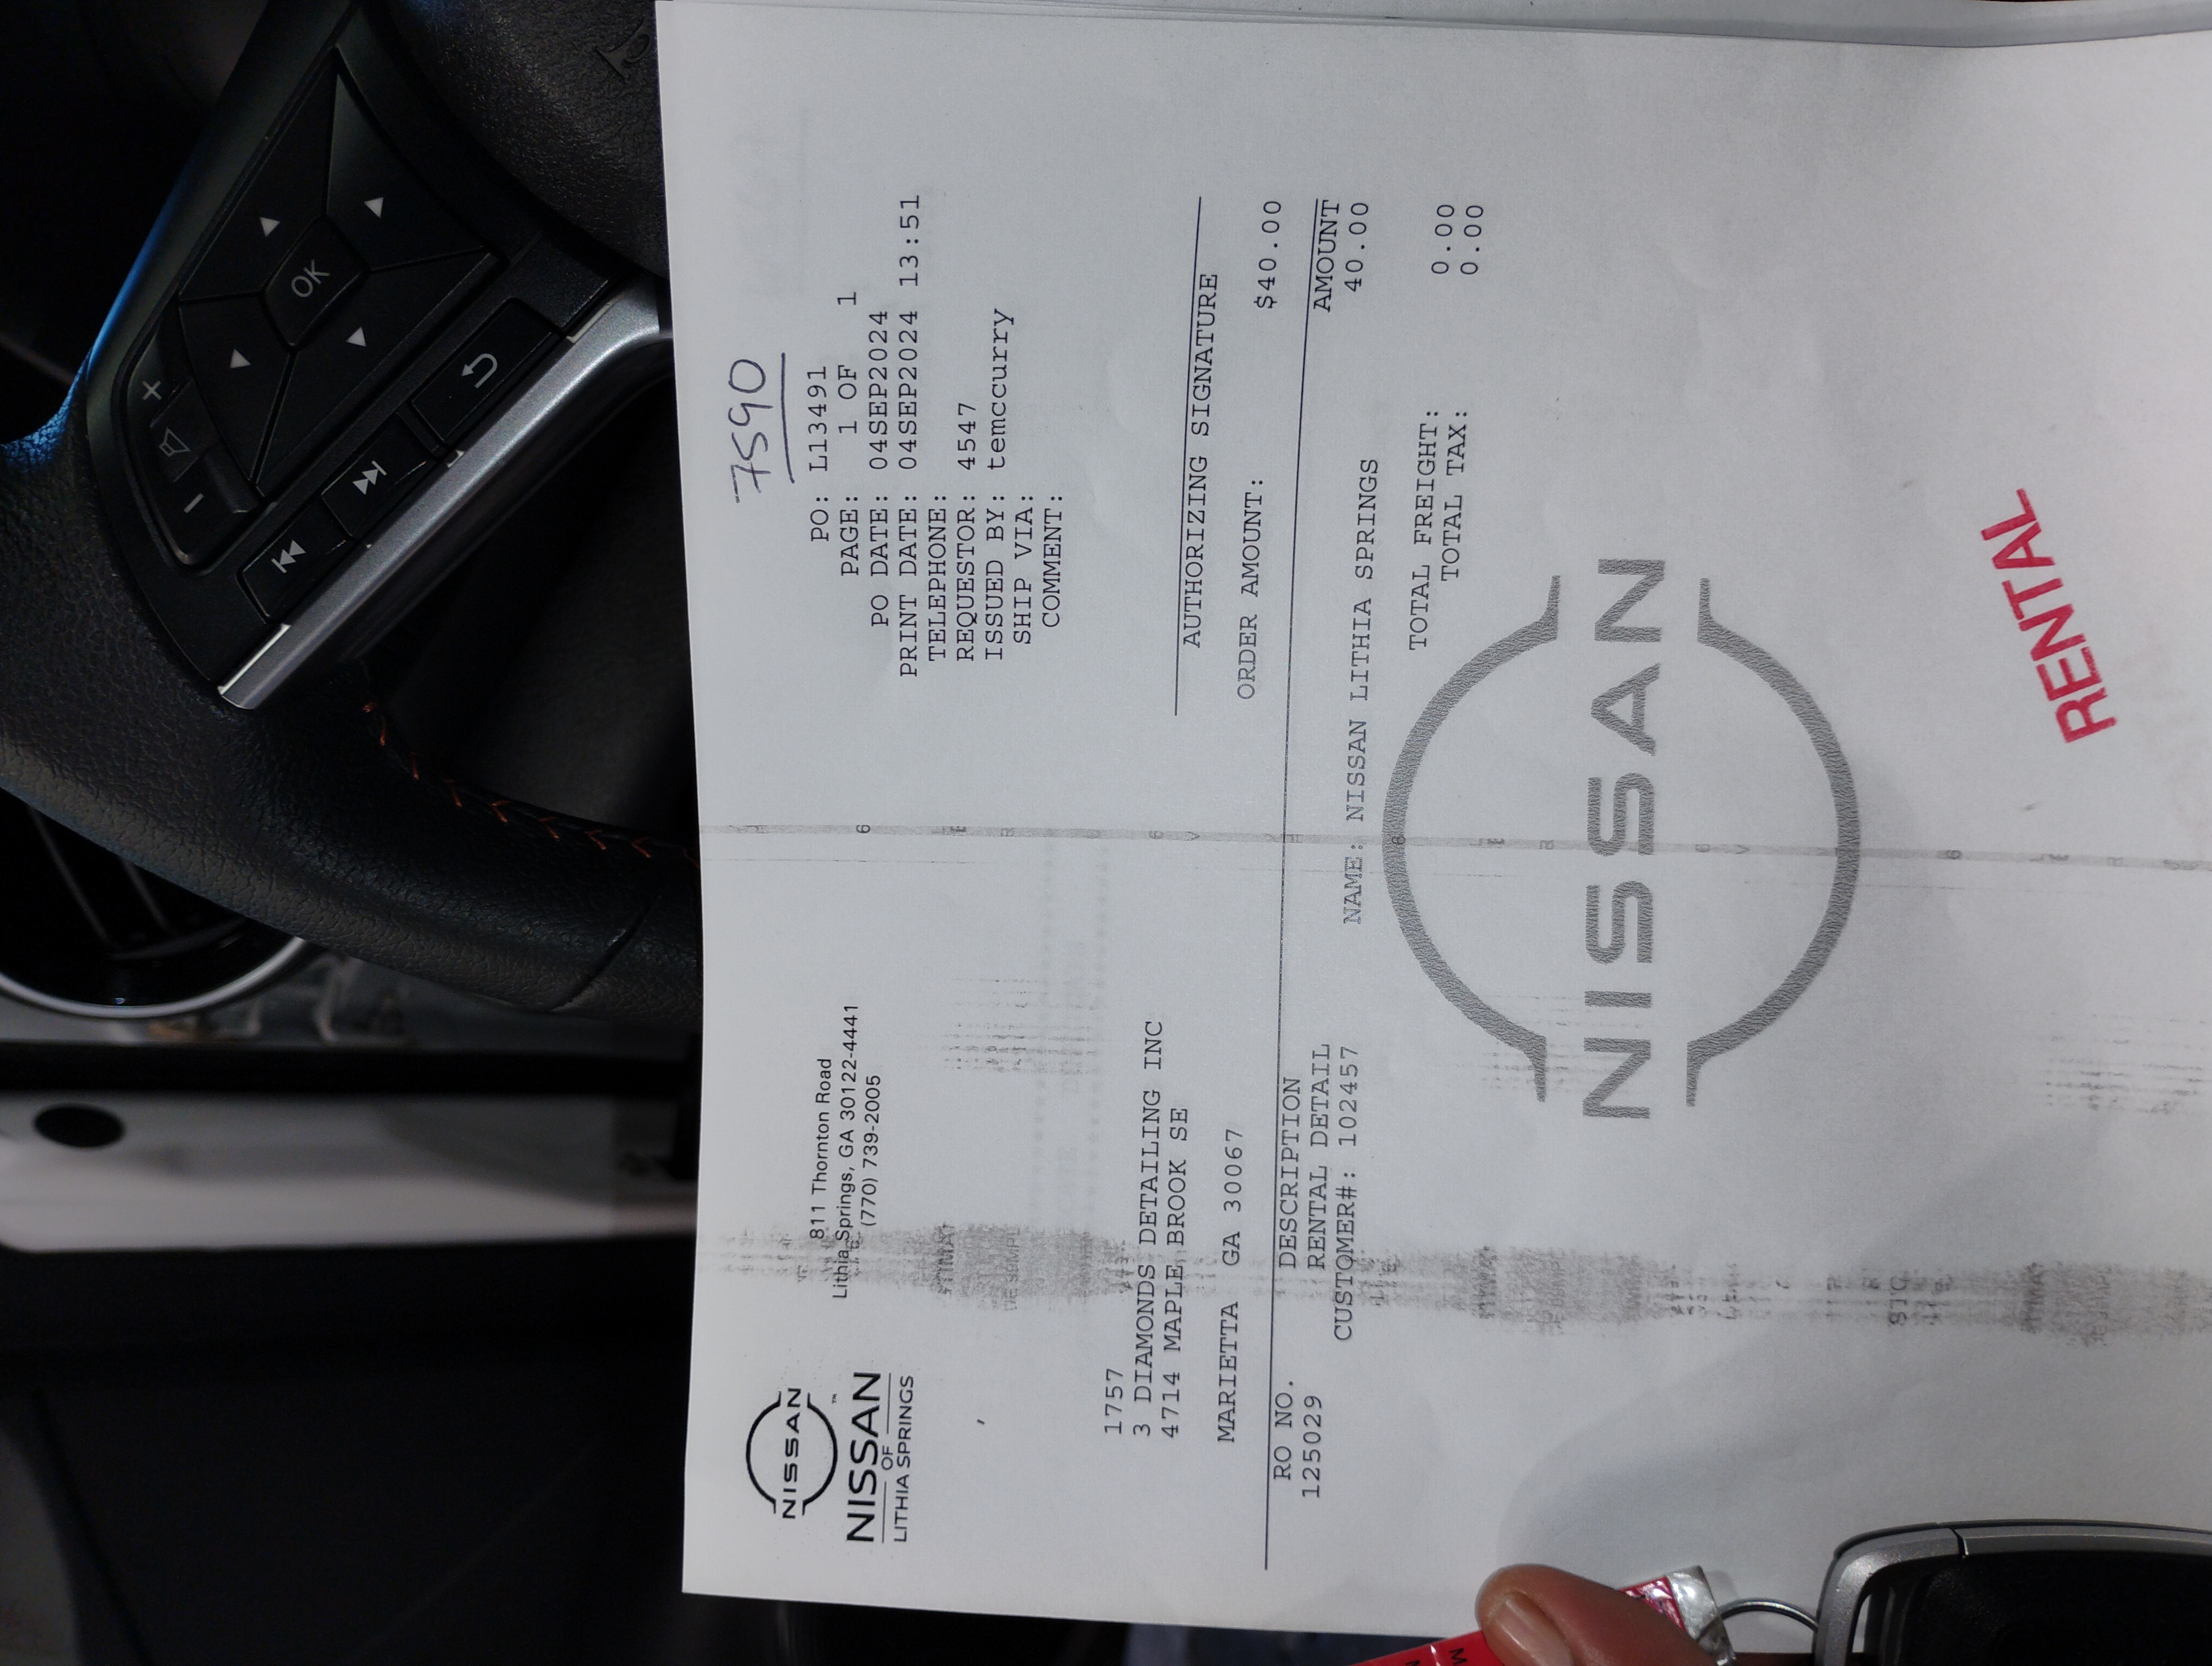 7590
NISSAN
NISSAN
OF
LITHIA SPRINGS
811 Thornton Road
Lithia Springs, GA 30122-4441
(770) 739-2005
PO: L13491
PAGE: 1 OF 1
PO DATE: 04SEP2024
PRINT DATE: 04SEP2024 13:51
TELEPHONE:
REQUESTOR: 4547
ISSUED BY: temccurry
SHIP VIA:
COMMENT:
1757
3 DIAMONDS DETAILING INC
4714 MAPLE BROOK SE
MARIETTA GA 30067
AUTHORIZING SIGNATURE
ORDER AMOUNT: $40.00
RO NO. DESCRIPTION AMOUNT
125029 RENTAL DETAIL 40.00
CUSTOMER#: 102457 NAME: NISSAN LITHIA SPRINGS
TOTAL FREIGHT: 0.00
TOTAL TAX: 0.00
NISSAN
RENTAL
OK